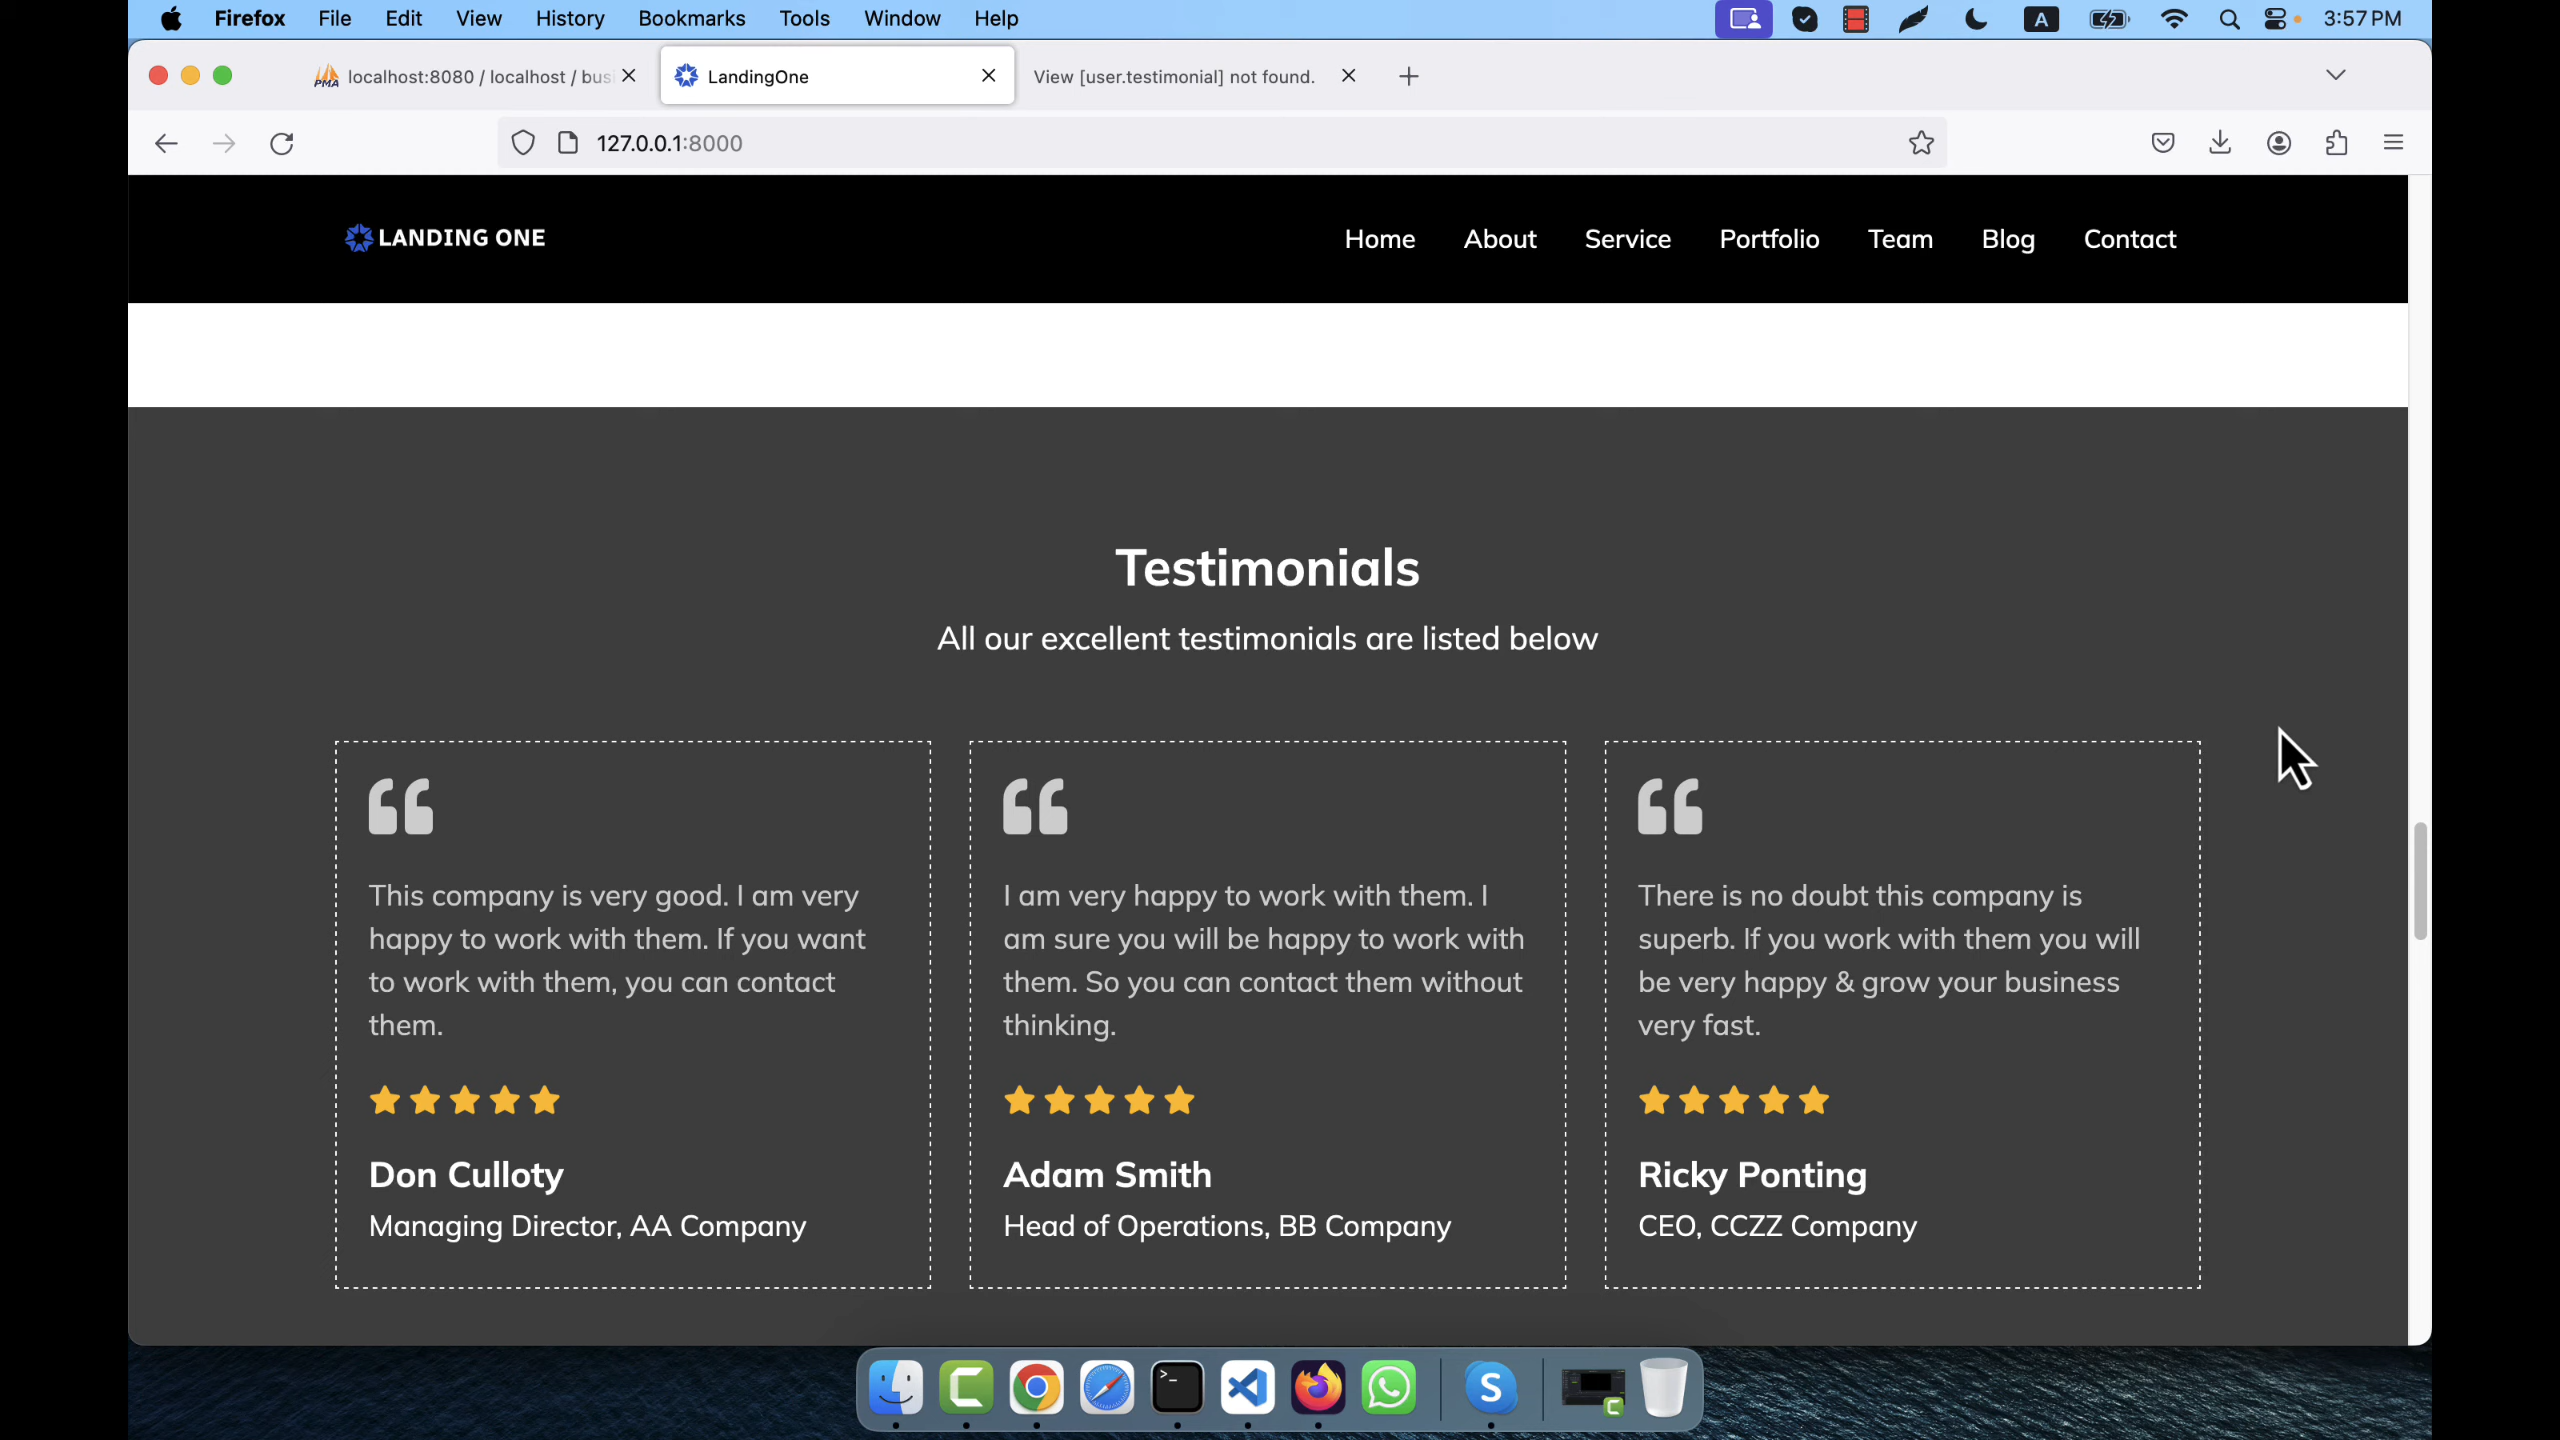 Firefox File Edit View History Bookmarks Tools Window Help A 3:57 PM
PMA localhost:8080 / localhost / busi LandingOne View [user.testimonial] not found.
127.0.0.1:8000
LANDING ONE Home About Service Portfolio Team Blog Contact
Testimonials
All our excellent testimonials are listed below
This company is very good. I am very
happy to work with them. If you want
to work with them, you can contact
them.
Don Culloty
Managing Director, AA Company
I am very happy to work with them. I
am sure you will be happy to work with
them. So you can contact them without
thinking.
Adam Smith
Head of Operations, BB Company
There is no doubt this company is
superb. If you work with them you will
be very happy & grow your business
very fast.
Ricky Ponting
CEO, CCZZ Company